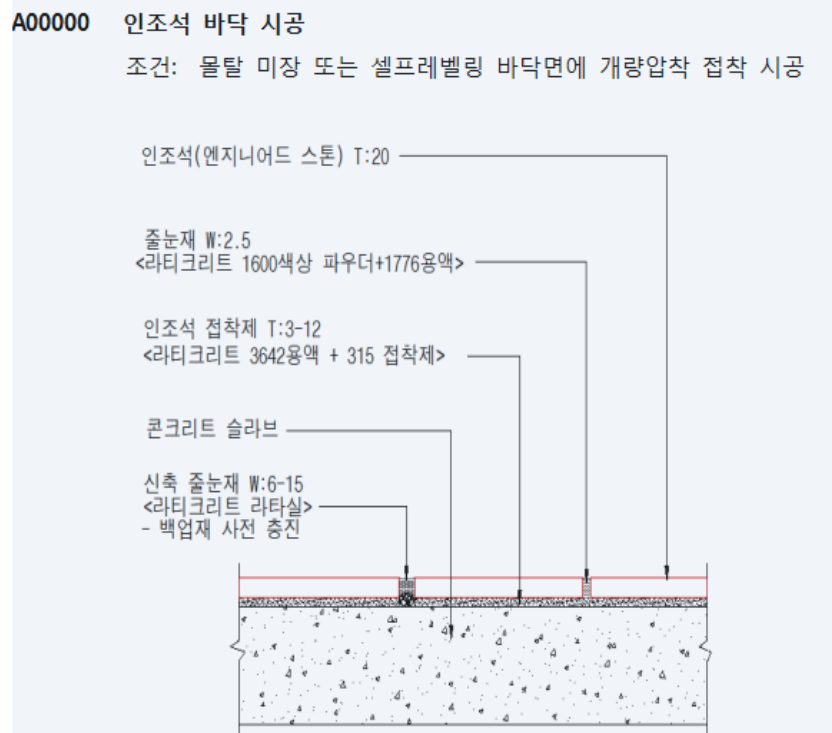 A00000 인조석 바닥 시공
조건: 몰탈 미장 또는 셀프레벨링 바닥면에 개량압착 접착 시공
인조석(엔지니어드 스톤) T:20
줄눈재 W:2.5
<라티크리트 1600색상 파우더+1776용액>
인조석 접착제 T:3-12
<라티크리트 3642용액 + 315 접착제>
콘크리트 슬라브
신축 줄눈재 W:6-15
<라티크리트 라타실>
- 백업재 사전 충진